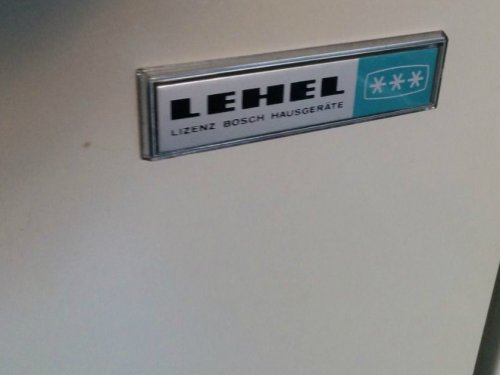 LEHEL
LIZENZ BOSCH HAUSGERÄTE
***